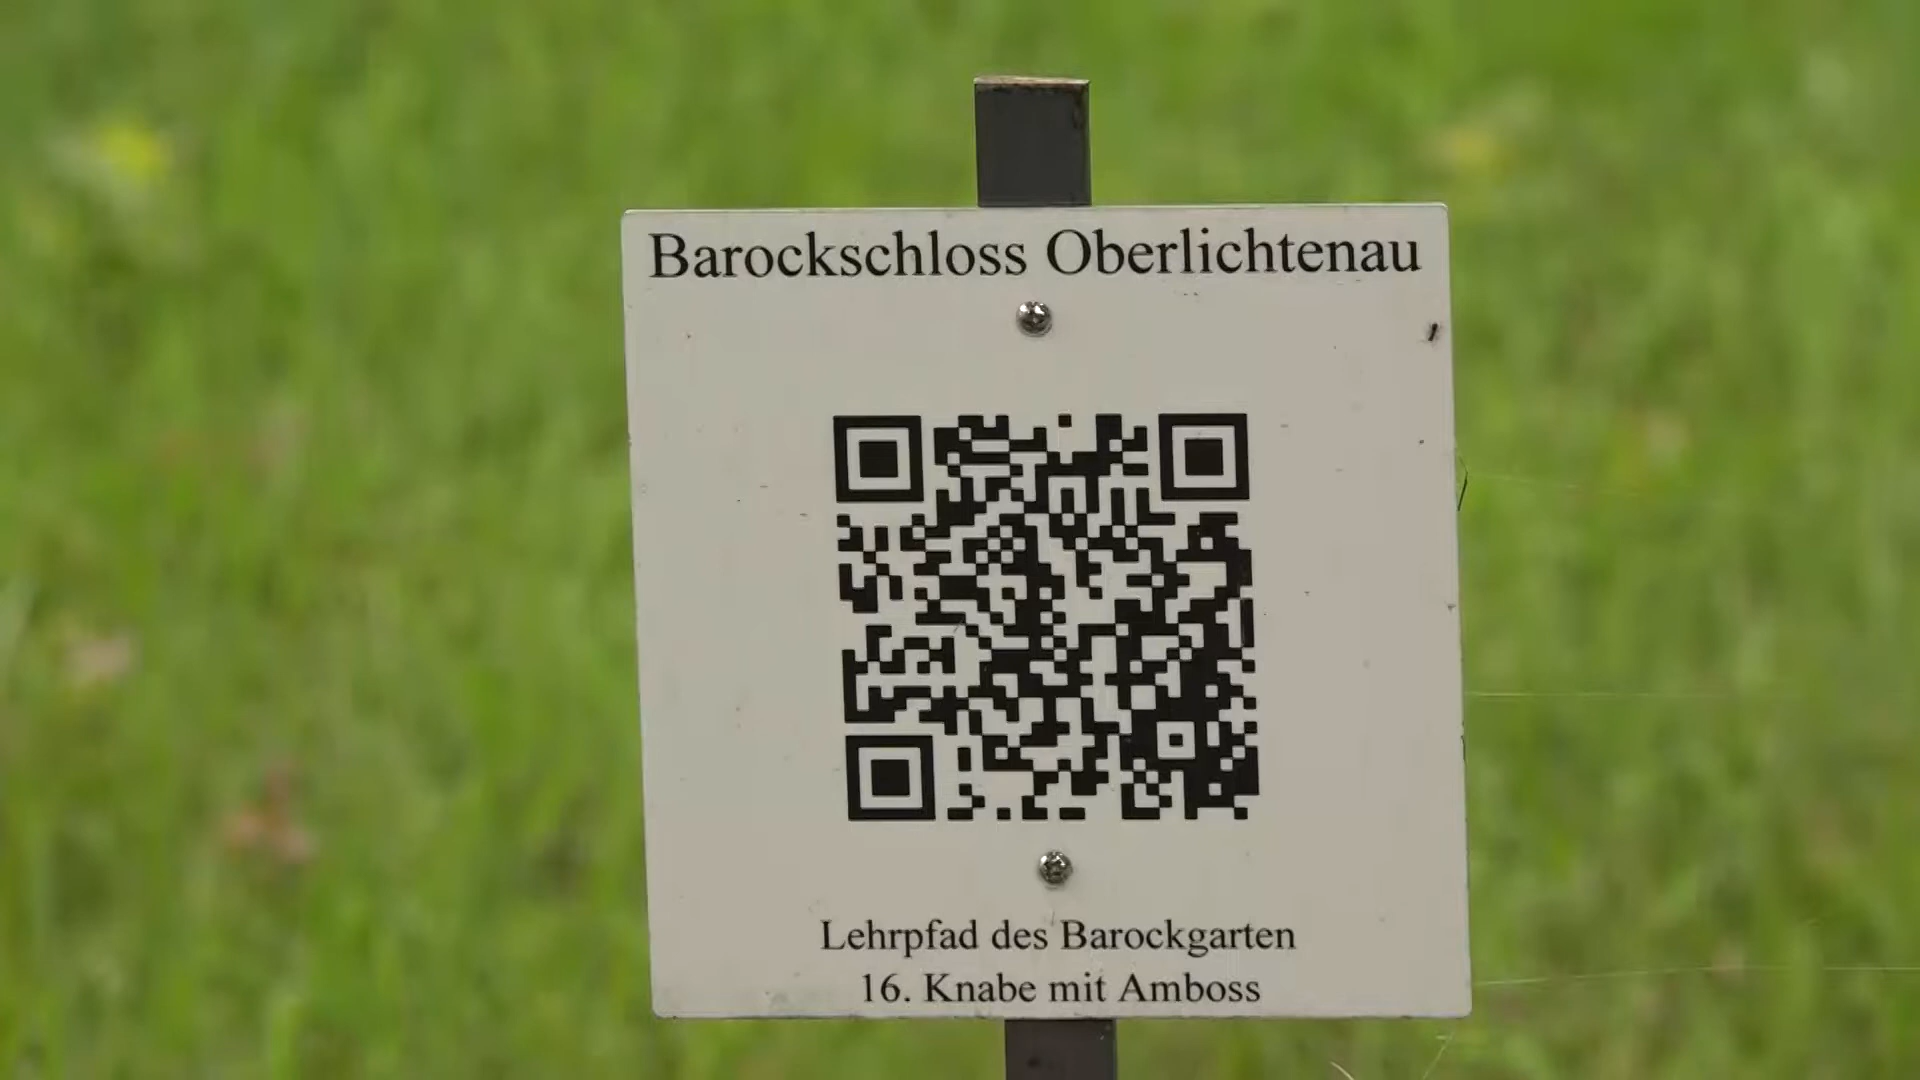 Barockschloss Oberlichtenau
Lehrpfad des Barockgarten
16. Knabe mit Amboss